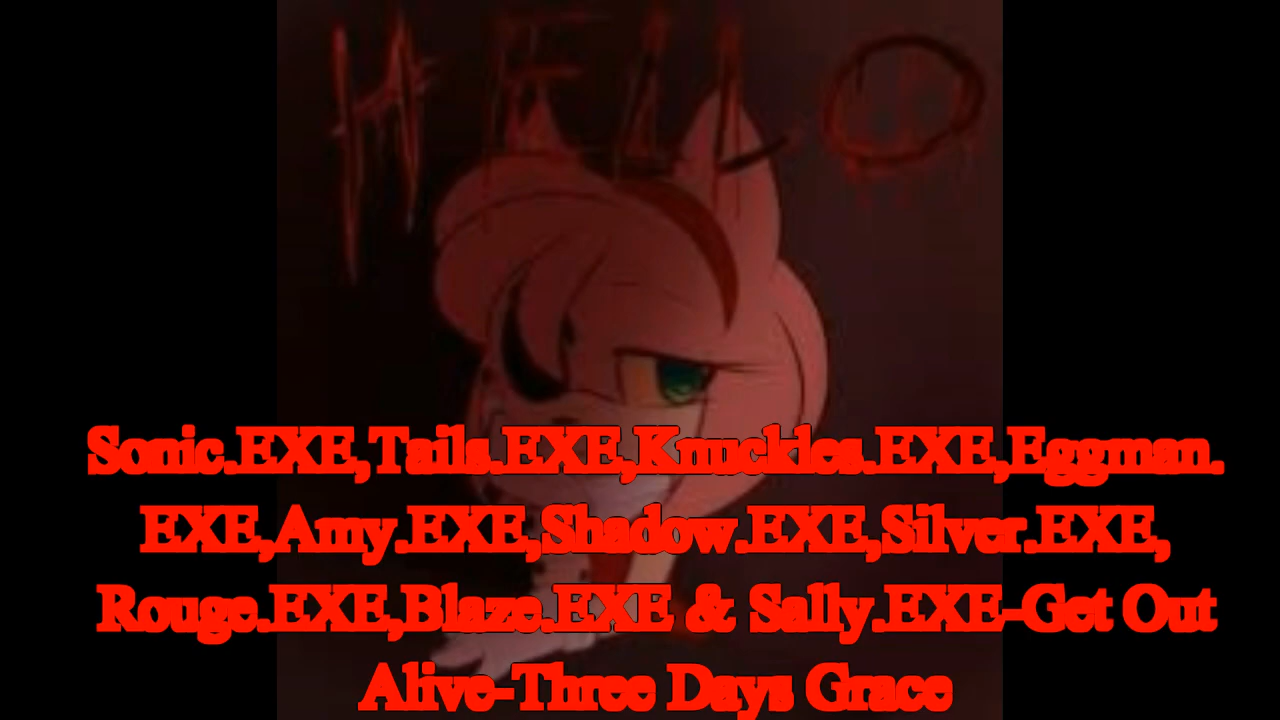 HELLO
Sonic.EXE,Tails.EXE,Knuckles.EXE,Eggman.
EXE,Amy.EXE,Shadow.EXE,Silver.EXE,
Rouge.EXE,Blaze.EXE & Sally.EXE-Get Out
Alive-Three Days Grace